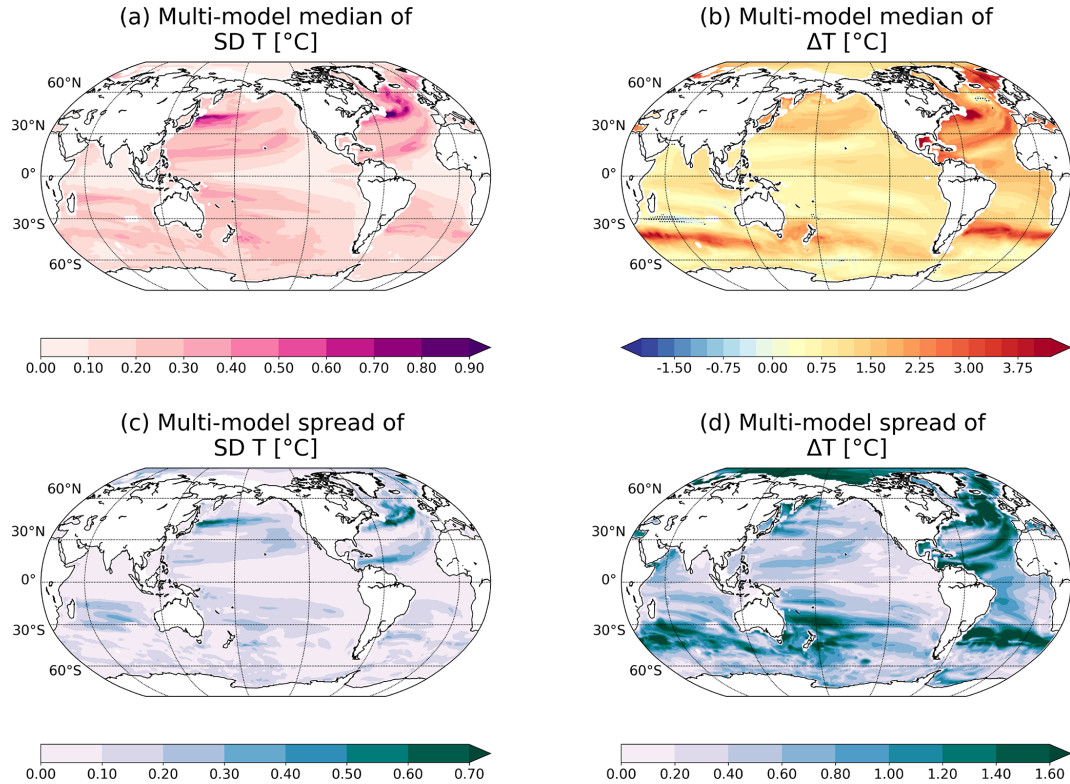 (a) Multi-model median of
SD T [°C]
60°N
30°N
0°
30°S
60°S
0.00 0.10 0.20 0.30 0.40 0.50 0.60 0.70 0.80 0.90
(b) Multi-model median of
ΔT [°C]
60°N
30°N
0°
30°S
60°S
-1.50 -0.75 0.00 0.75 1.50 2.25 3.00 3.75
(c) Multi-model spread of
SD T [°C]
60°N
30°N
0°
30°S
60°S
0.00 0.10 0.20 0.30 0.40 0.50 0.60 0.70
(d) Multi-model spread of
ΔT [°C]
60°N
30°N
0°
30°S
60°S
0.00 0.20 0.40 0.60 0.80 1.00 1.20 1.40 1.60